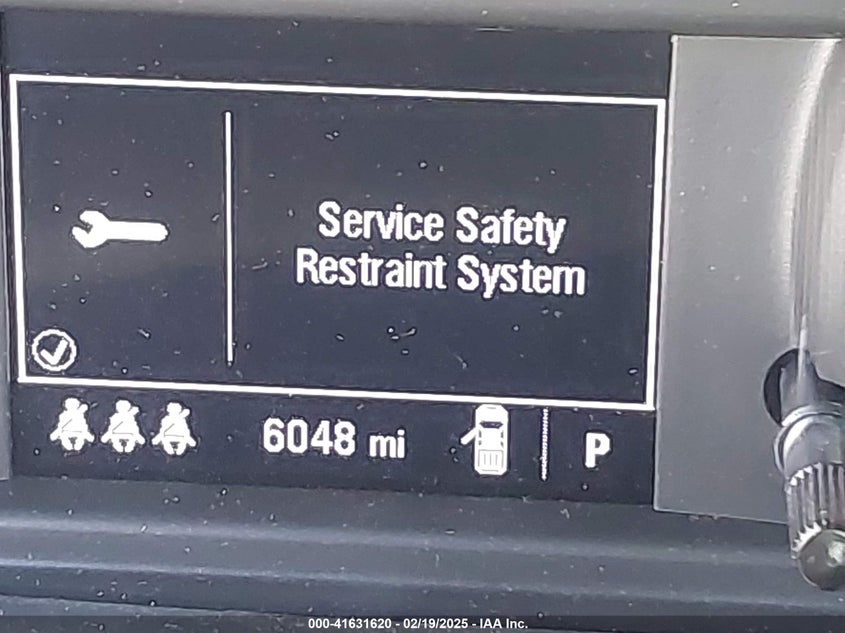 Service Safety
Restraint System
6048 mi
P
000-41631620 - 02/19/2025 - IAA Inc.